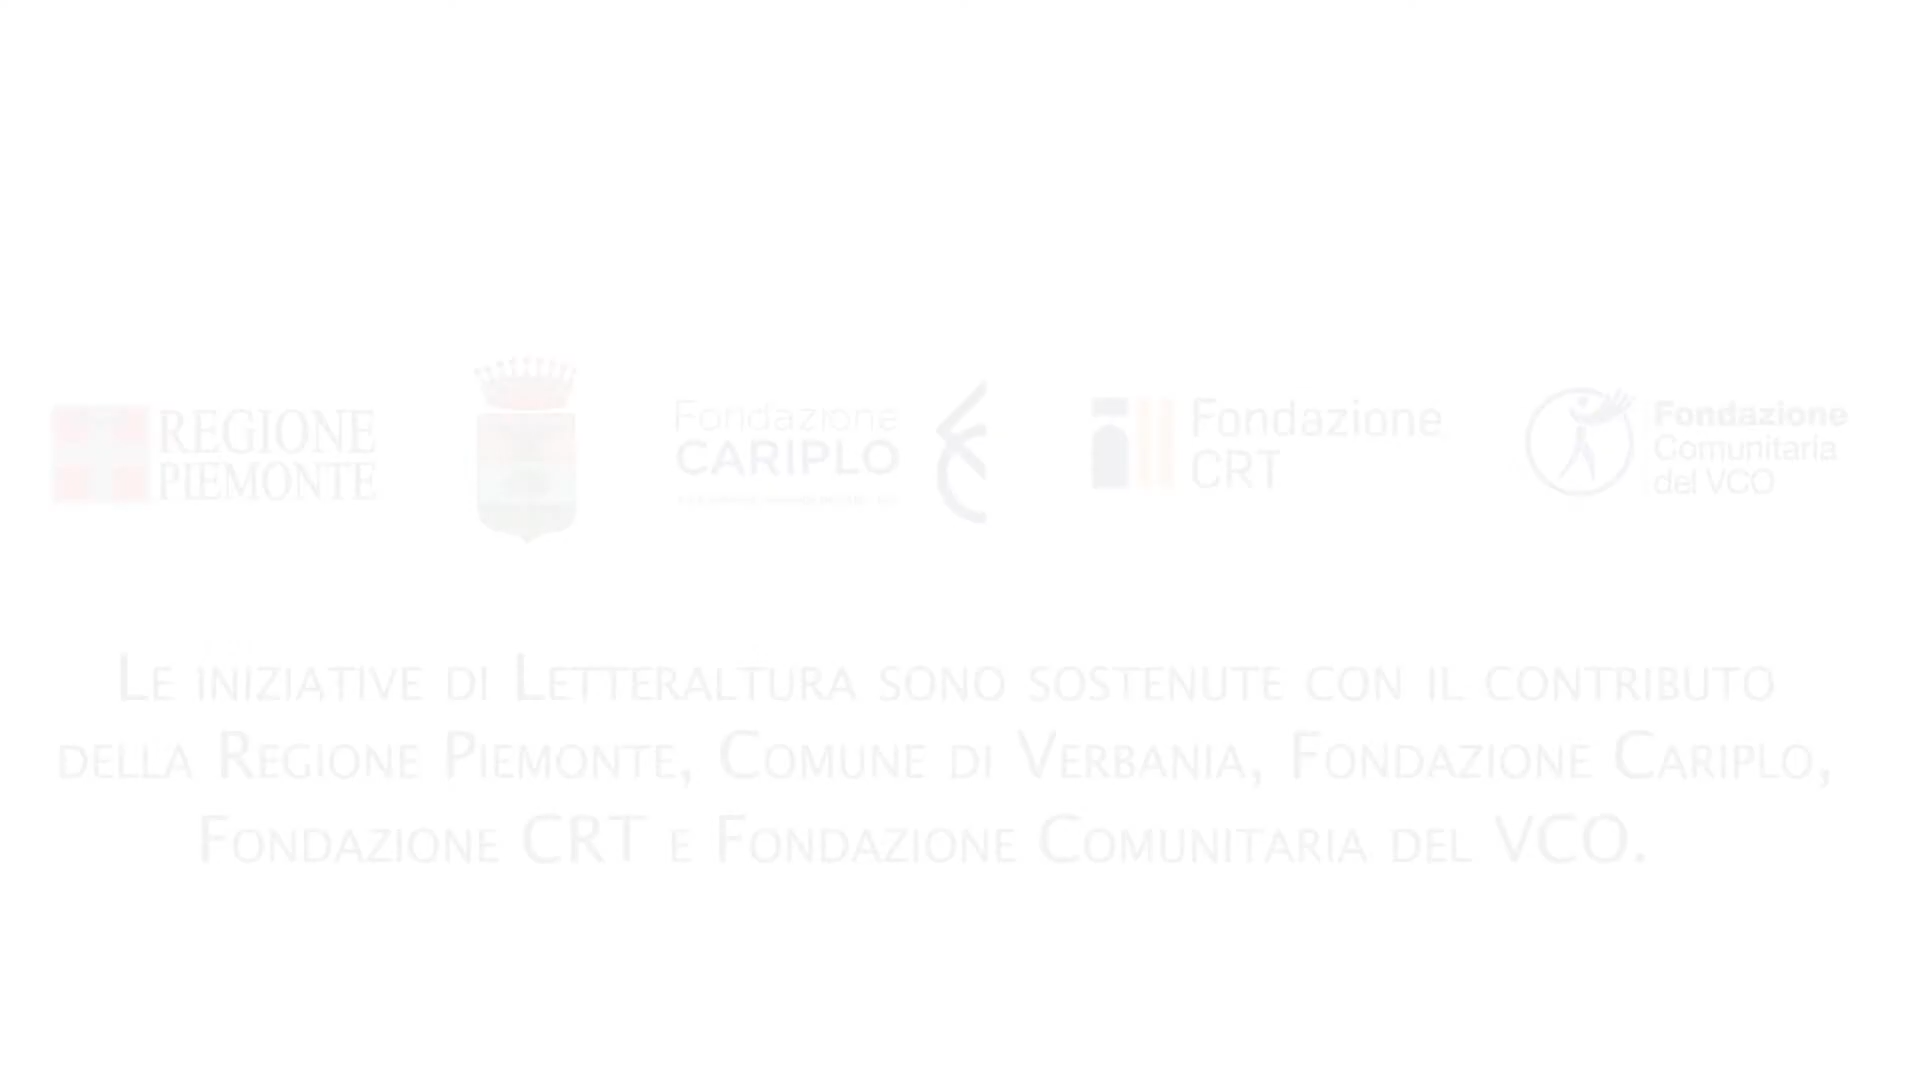 REGIONE
PIEMONTE
Fondazione
CARIPLO
Fondazione
CRT
Fondazione
Comunitaria
del VCO
LE INIZIATIVE DI LETTERALTURA SONO SOSTENUTE CON IL CONTRIBUTO
DELLA REGIONE PIEMONTE, COMUNE DI VERBANIA, FONDAZIONE CARIPLO,
FONDAZIONE CRT E FONDAZIONE COMUNITARIA DEL VCO.